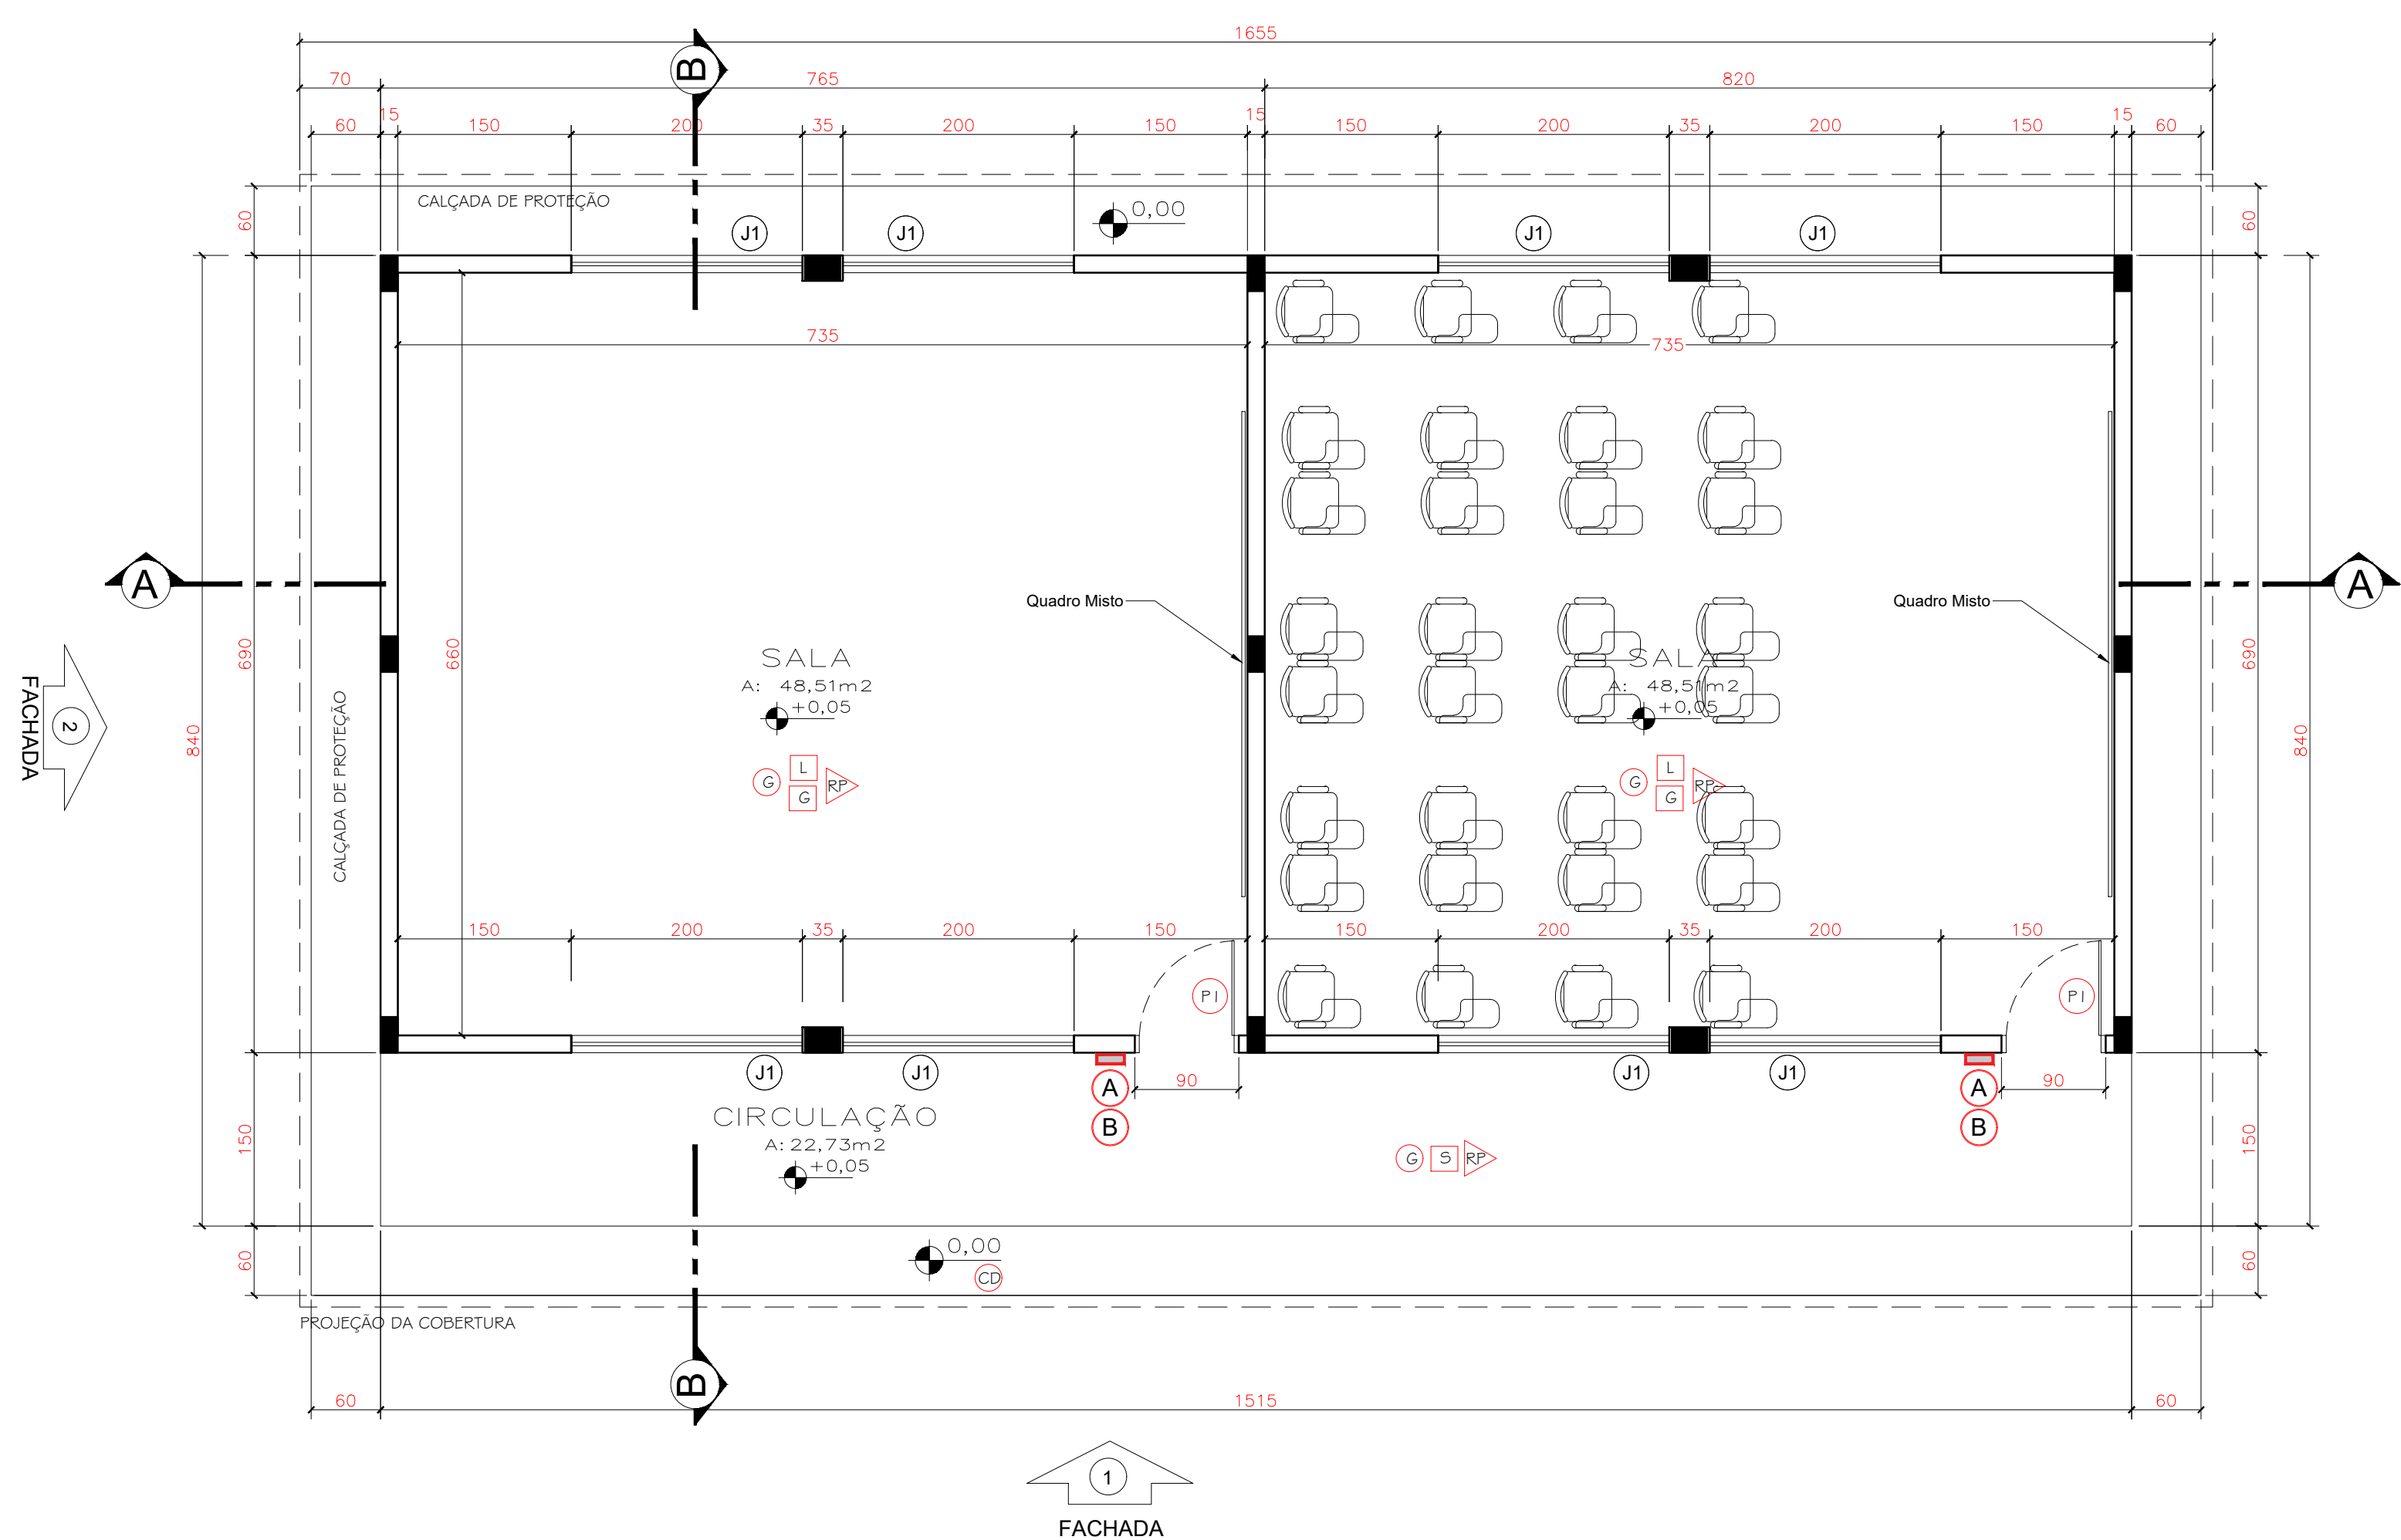 1655
70
765
820
B
60
15
150
200
35
200
150
15
150
200
35
200
150
15
60
CALÇADA DE PROTEÇÃO
0,00
60
60
J1
J1
J1
J1
735
735
A
A
Quadro Misto
Quadro Misto
690
660
690
840
840
FACHADA
2
CALÇADA DE PROTEÇÃO
SALA
A: 48,51m2
+0,05
SALA
A: 48,51m2
+0,05
G
L
G
RP
G
L
G
RP
150
200
35
200
150
150
200
35
200
150
P1
P1
J1
J1
J1
J1
A
B
90
A
B
90
CIRCULAÇÃO
A: 22,73m2
+0,05
G
S
RP
150
150
0,00
CD
60
60
PROJEÇÃO DA COBERTURA
B
60
1515
60
1
FACHADA